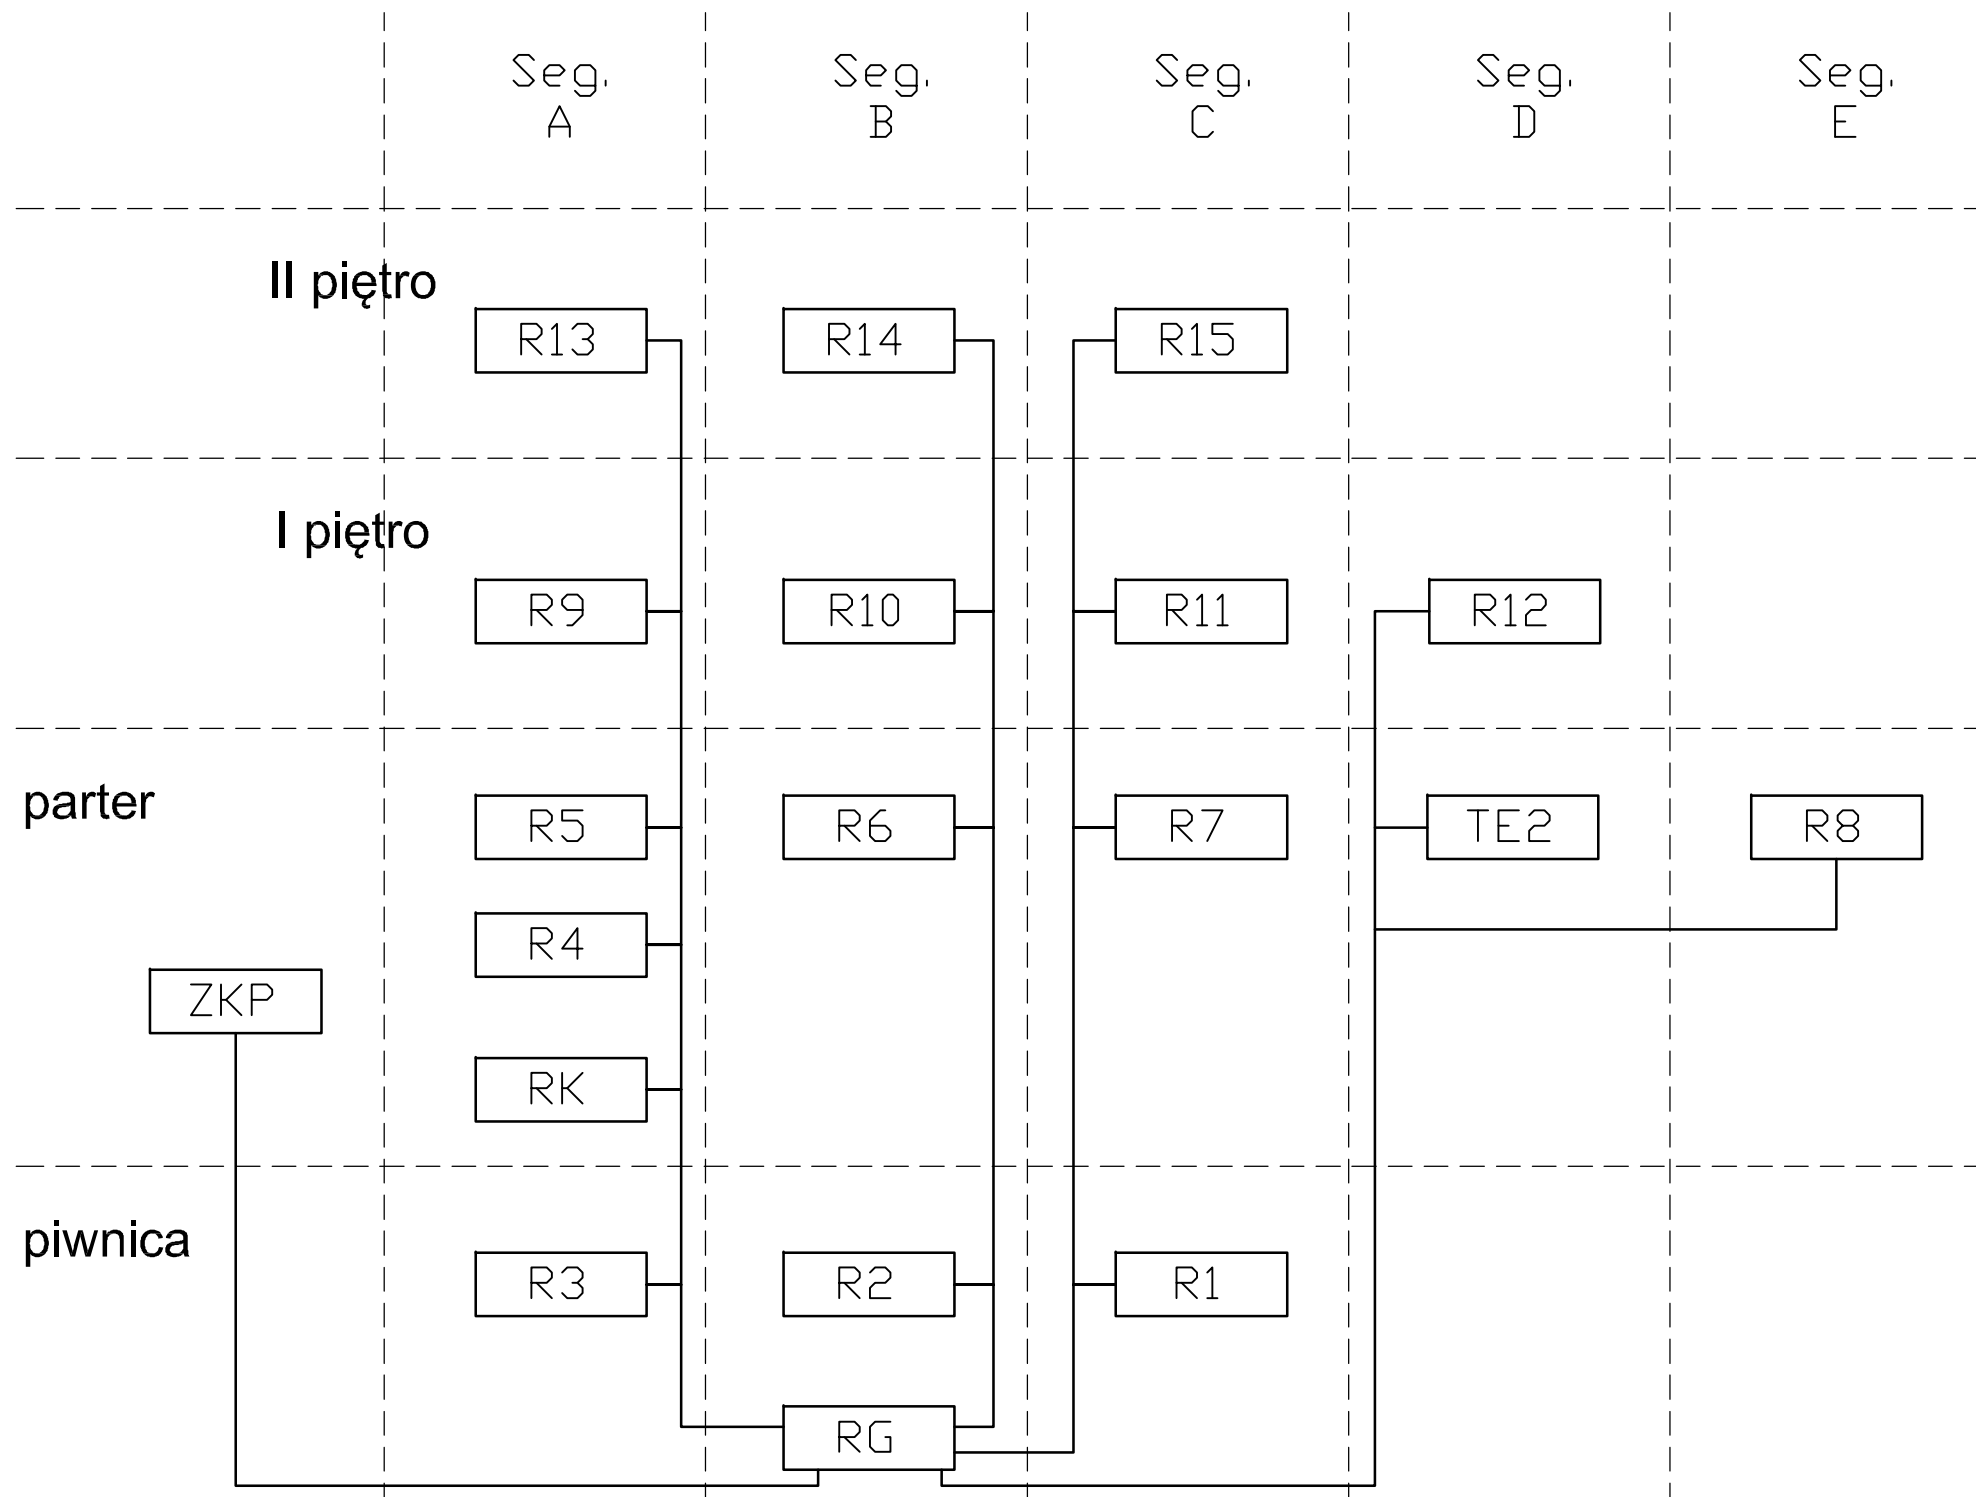 Seg.
A
Seg.
B
Seg.
C
Seg.
D
Seg.
E
II piętro
R13
R14
R15
I piętro
R9
R10
R11
R12
parter
R5
R6
R7
TE2
R8
R4
ZKP
RK
piwnica
R3
R2
R1
RG